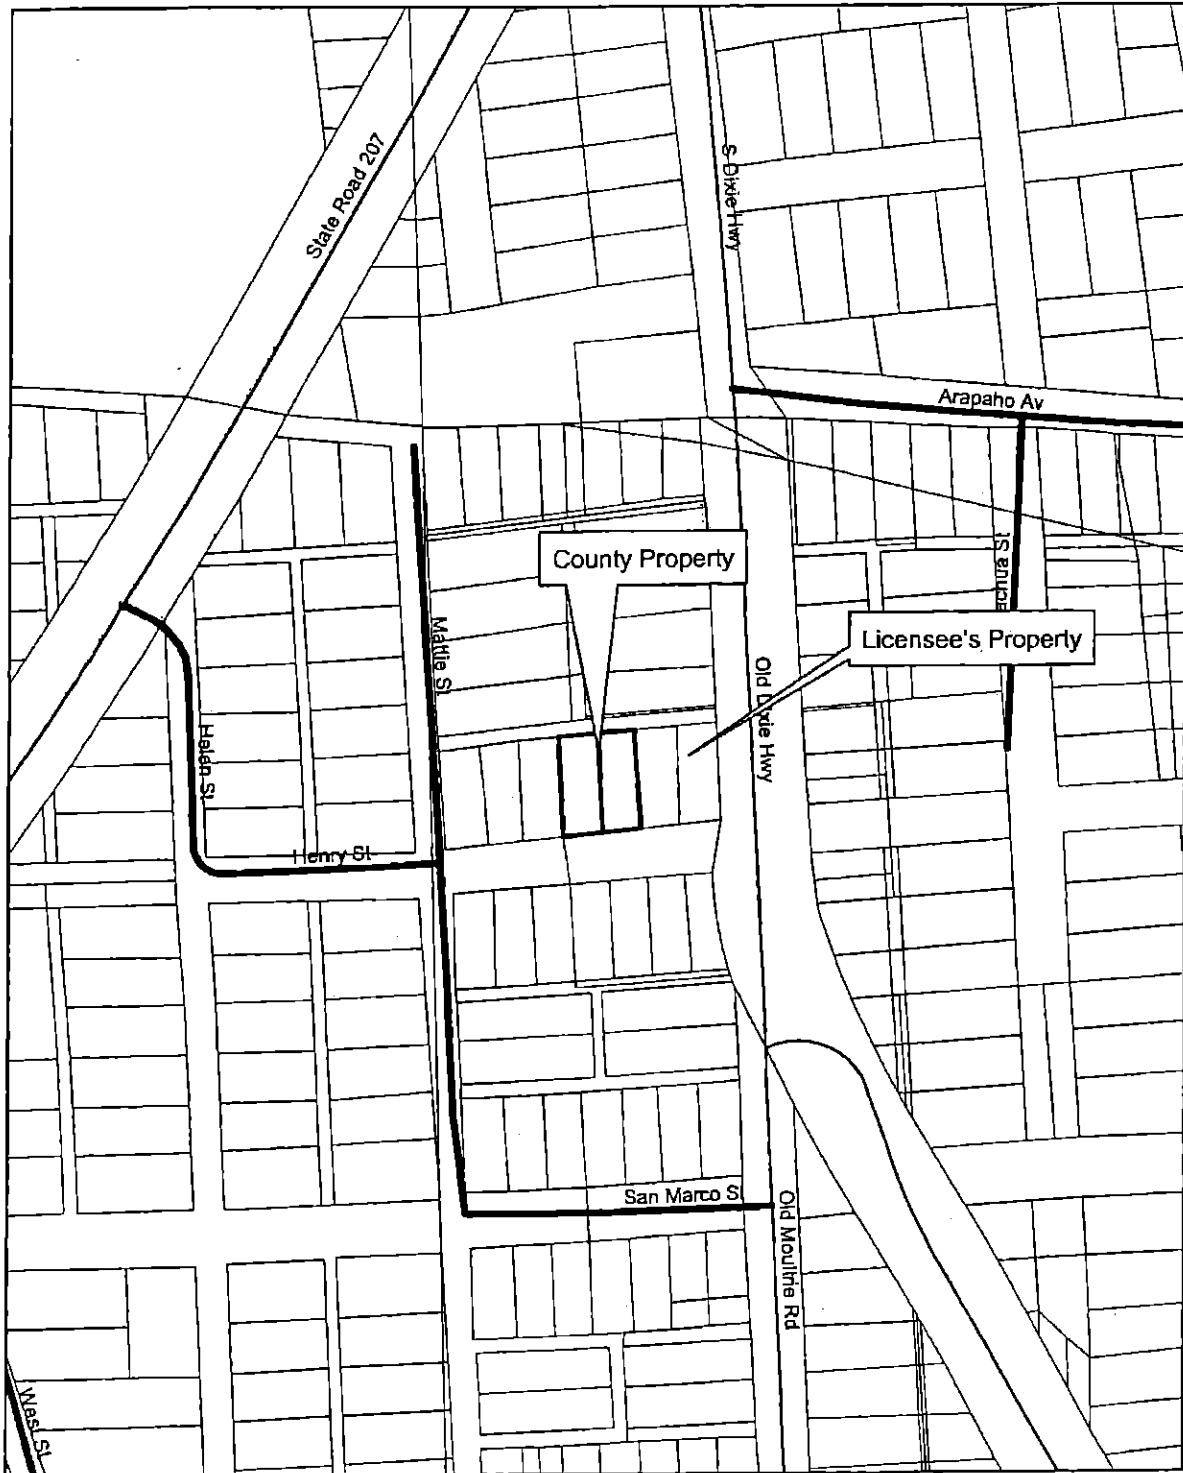 State Road 207
S Dixie Hwy
Arapaho Av
County Property
achua St
Licensee's Property
Mattie St
Old Dixie Hwy
Helen St
Henry St
San Marco S
Old Moultrie Rd
West St